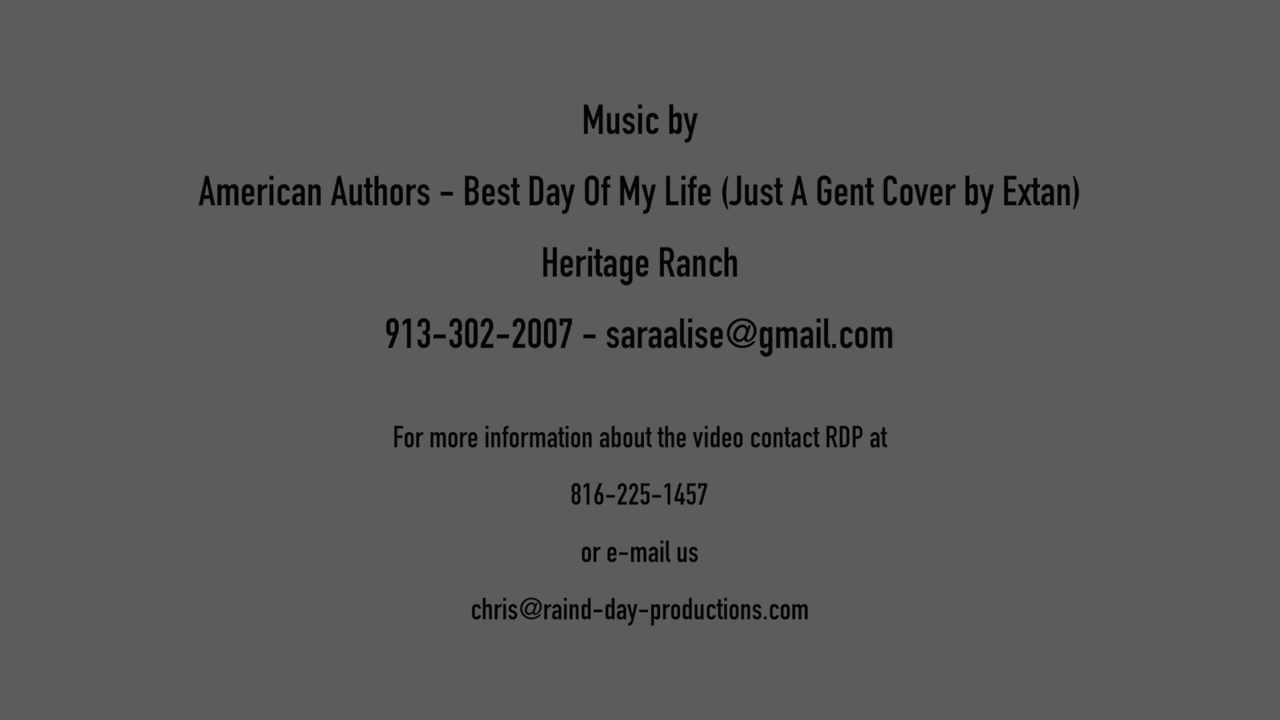 Music by
American Authors - Best Day Of My Life (Just A Gent Cover by Extan)
Heritage Ranch
913-302-2007 - saraalise@gmail.com
For more information about the video contact RDP at
816-225-1457
or e-mail us
chris@raind-day-productions.com